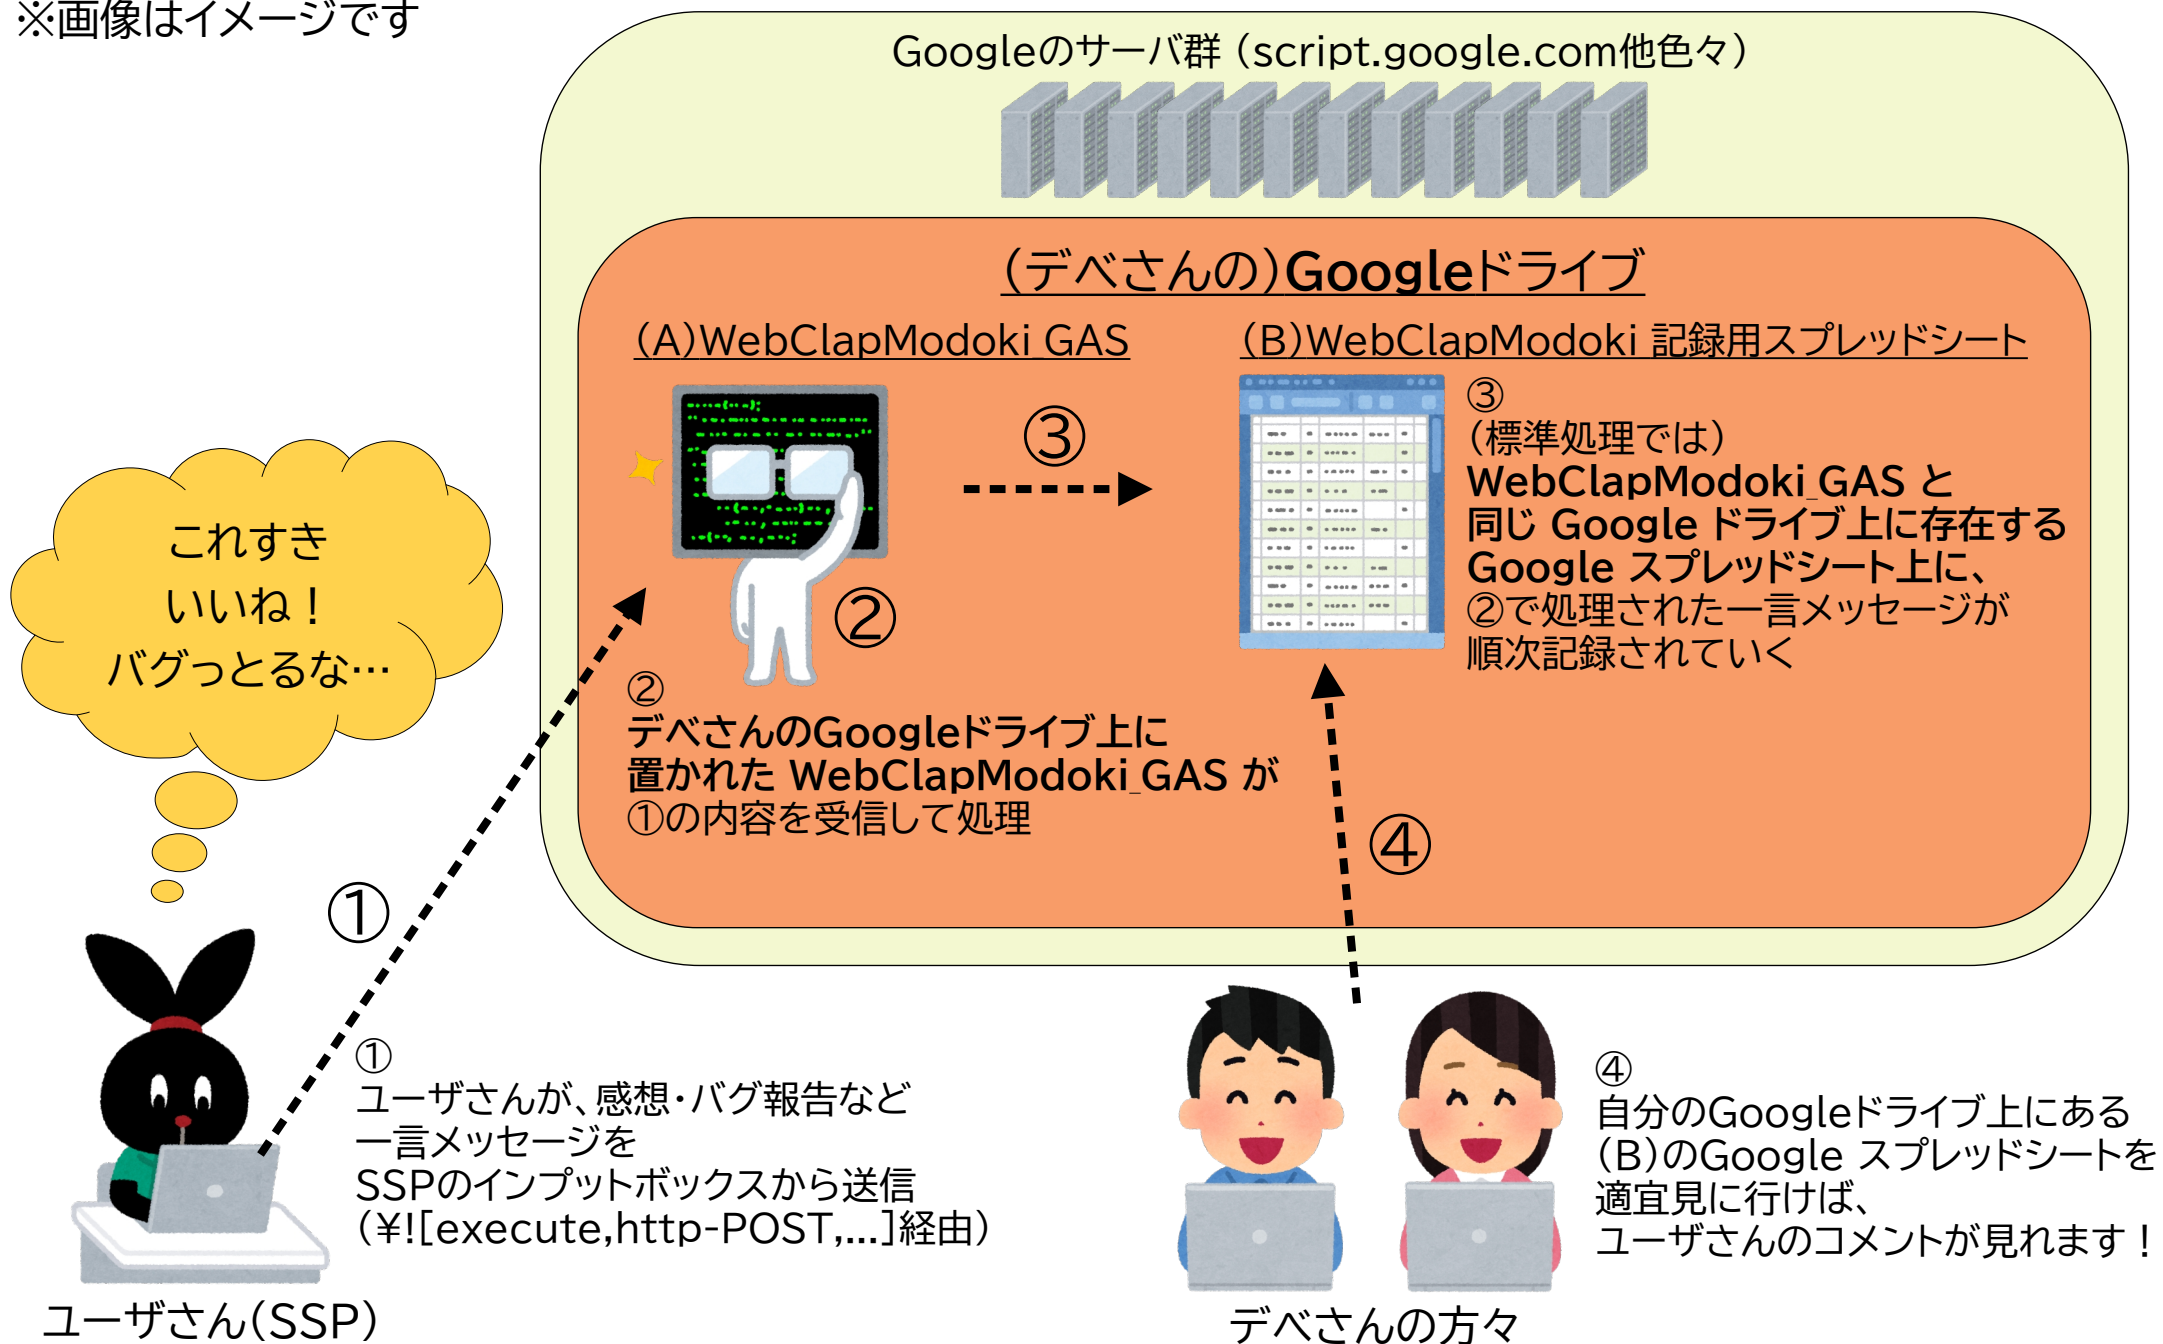 ※画像はイメージです
Googleのサーバ群（script.google.com他色々）
（デベさんの）Googleドライブ
（A）WebClapModoki_GAS
（B）WebClapModoki 記録用スプレッドシート
③
③
（標準処理では）
WebClapModoki_GAS と
同じ Google ドライブ上に存在する
Google スプレッドシート上に、
②で処理された一言メッセージが
順次記録されていく
これすき
いいね！
バグっとるな…
②
②
デベさんのGoogleドライブ上に
置かれた WebClapModoki_GAS が
①の内容を受信して処理
④
①
①
ユーザさんが、感想・バグ報告など
一言メッセージを
SSPのインプットボックスから送信
（¥![execute,http-POST,...]経由）
④
自分のGoogleドライブ上にある
（B）のGoogle スプレッドシートを
適宜見に行けば、
ユーザさんのコメントが見れます！
ユーザさん（SSP）
デベさんの方々